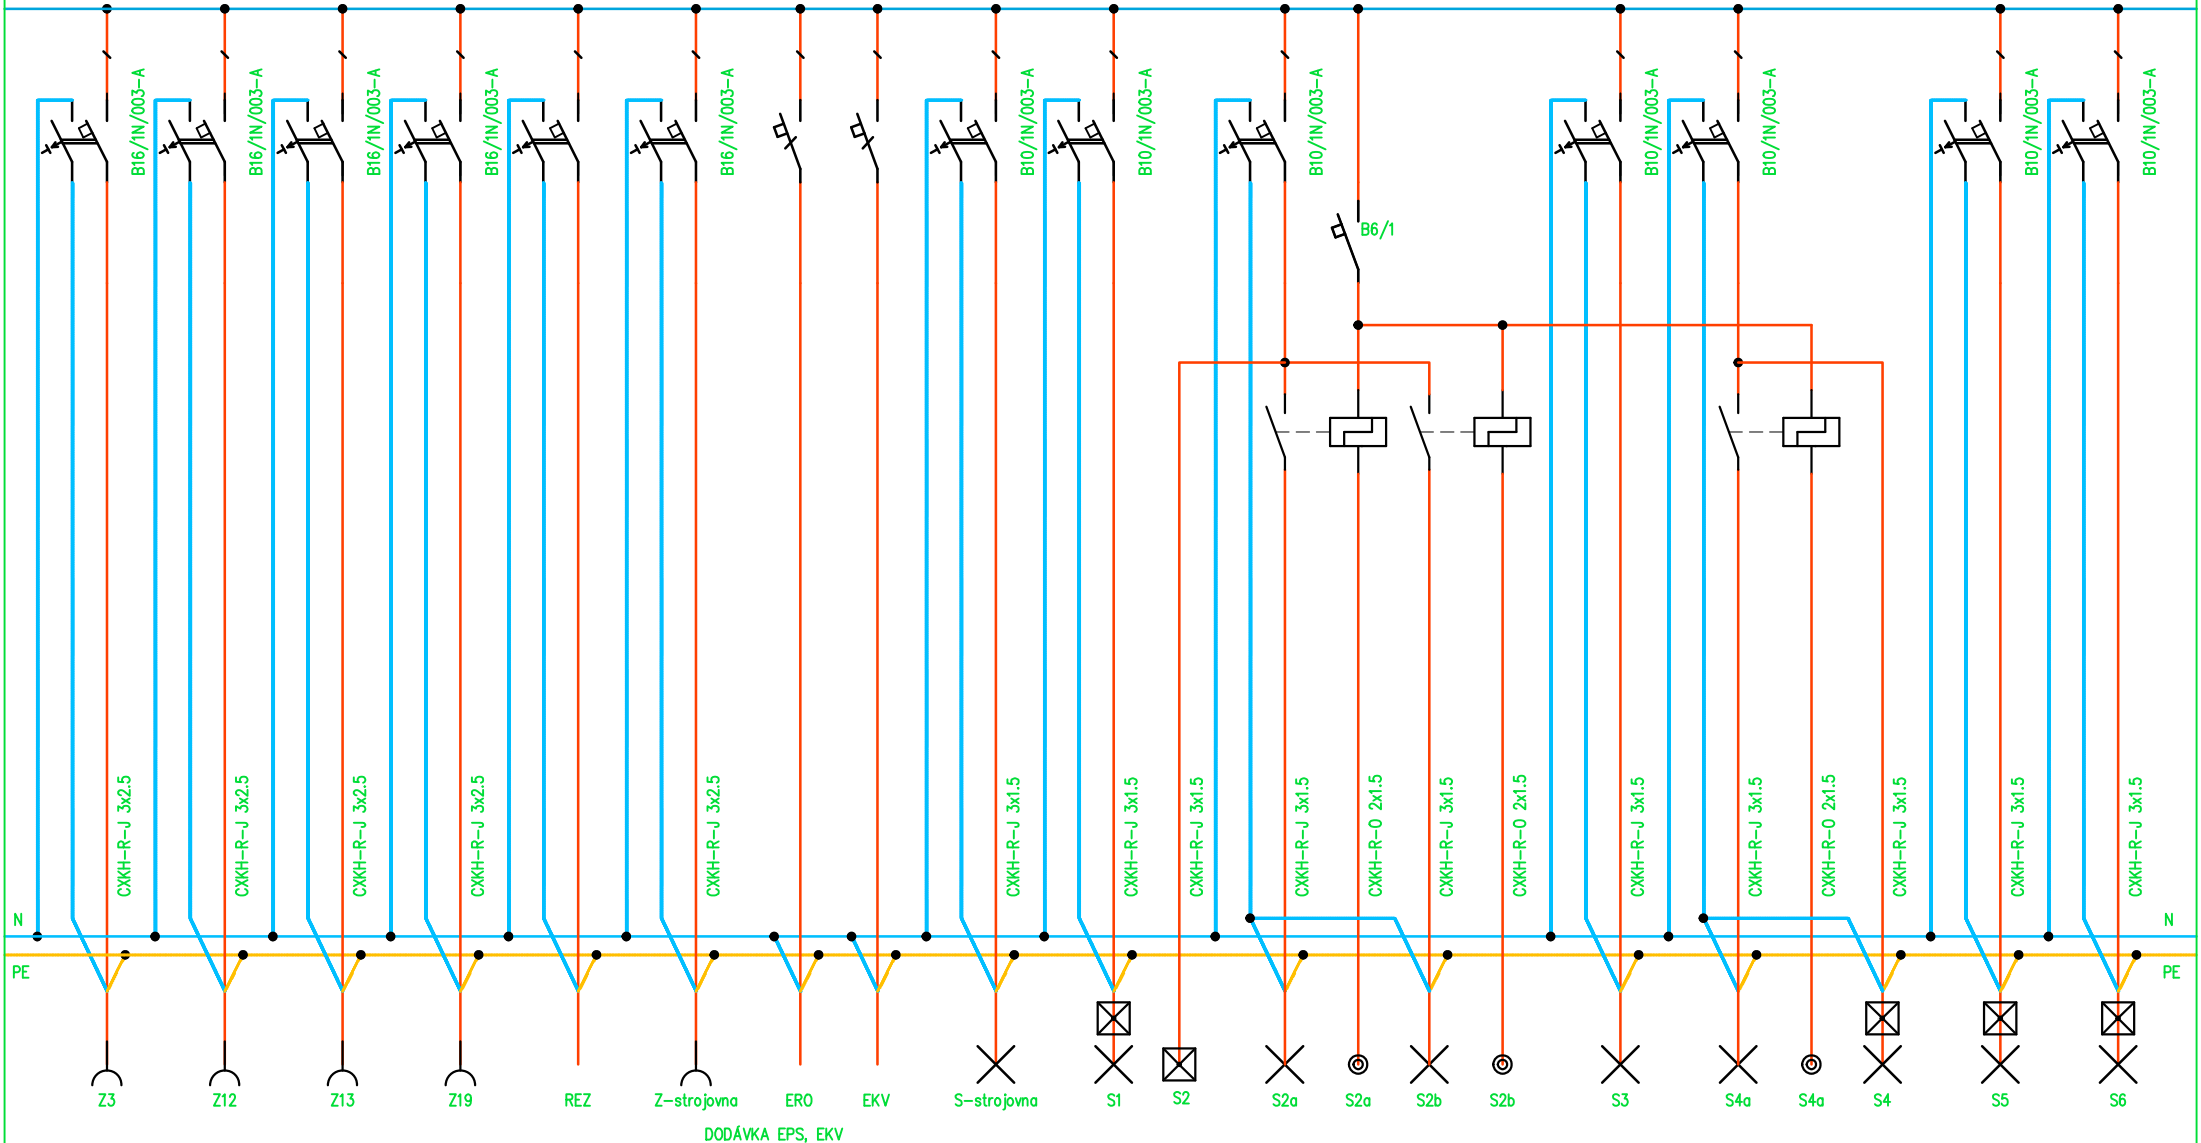 B16/1N/003-A
B16/1N/003-A
B16/1N/003-A
B16/1N/003-A
B16/1N/003-A
B10/1N/003-A
B10/1N/003-A
B10/1N/003-A
B10/1N/003-A
B10/1N/003-A
B10/1N/003-A
B10/1N/003-A
B6/1
CXKH-R-J 3x2.5
CXKH-R-J 3x2.5
CXKH-R-J 3x2.5
CXKH-R-J 3x2.5
CXKH-R-J 3x2.5
CXKH-R-J 3x1.5
CXKH-R-J 3x1.5
CXKH-R-J 3x1.5
CXKH-R-J 3x1.5
CXKH-R-O 2x1.5
CXKH-R-J 3x1.5
CXKH-R-O 2x1.5
CXKH-R-J 3x1.5
CXKH-R-J 3x1.5
CXKH-R-O 2x1.5
CXKH-R-J 3x1.5
CXKH-R-J 3x1.5
CXKH-R-J 3x1.5
N
N
PE
PE
Z3
Z12
Z13
Z19
REZ
Z-strojovna
ERO
EKV
S-strojovna
S1
S2
S2a
S2a
S2b
S2b
S3
S4a
S4a
S4
S5
S6
DODÁVKA EPS, EKV